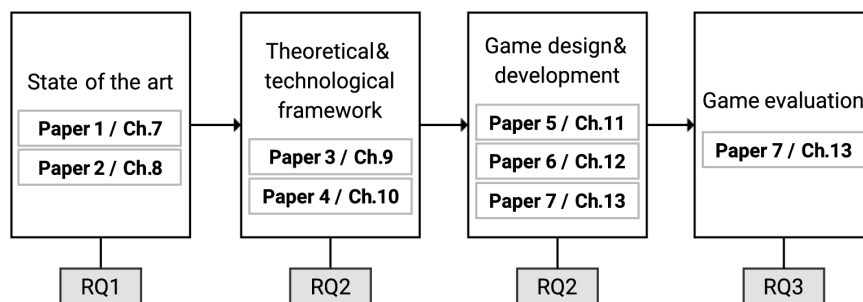 State of the art
Paper 1 / Ch.7
Paper 2 / Ch.8
RQ1
Theoretical&
technological
framework
Paper 3 / Ch.9
Paper 4 / Ch.10
RQ2
Game design&
development
Paper 5 / Ch.11
Paper 6 / Ch.12
Paper 7 / Ch.13
RQ2
Game evaluation
Paper 7 / Ch.13
RQ3